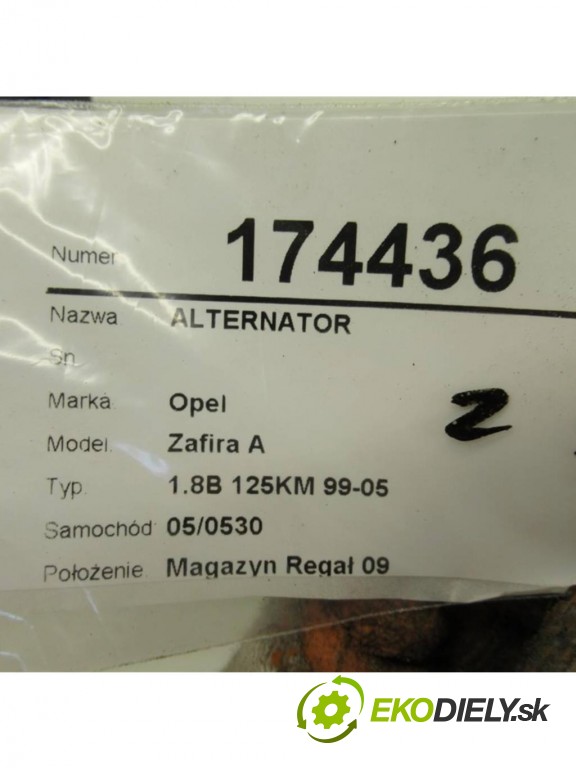 Numer 174436
Nazwa ALTERNATOR
Sn.
Marka Opel
Model. Zafira A
Typ. 1.8B 125KM 99-05
Samochód 05/0530
Położenie Magazyn Regał 09
Z
EKODIELY.sk